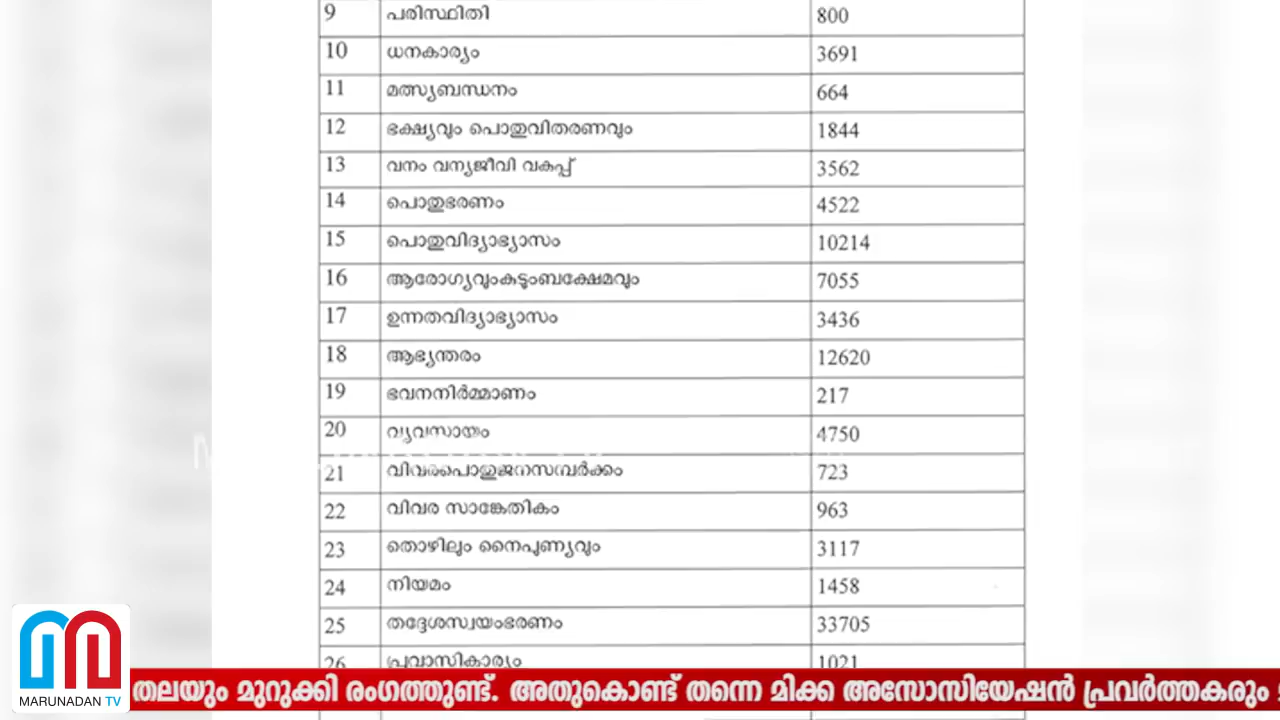 9 പരിസ്ഥിതി 800
10 ധനകാര്യം 3691
11 മത്സ്യബന്ധനം 664
12 ഭക്ഷ്യവും പൊതുവിതരണവും 1844
13 വനം വന്യജീവി വകുപ്പ് 3562
14 പൊതുഭരണം 4522
15 പൊതുവിദ്യാഭ്യാസം 10214
16 ആരോഗ്യവുംകുടുംബക്ഷേമവും 7055
17 ഉന്നതവിദ്യാഭ്യാസം 3436
18 ആഭ്യന്തരം 12620
19 ഭവനനിർമ്മാണം 217
20 വ്യവസായം 4750
21 വിവരപൊതുജനസമ്പർക്കം 723
22 വിവര സാങ്കേതികം 963
23 തൊഴിലും നൈപുണ്യവും 3117
24 നിയമം 1458
25 തദ്ദേശസ്വയംഭരണം 33705
26 പ്രവാസികാര്യം 1021
MARUNADAN TV
തലയും മുറുക്കി രംഗത്തുണ്ട്. അതുകൊണ്ട് തന്നെ മിക്ക അസോസിയേഷൻ പ്രവർത്തകരും